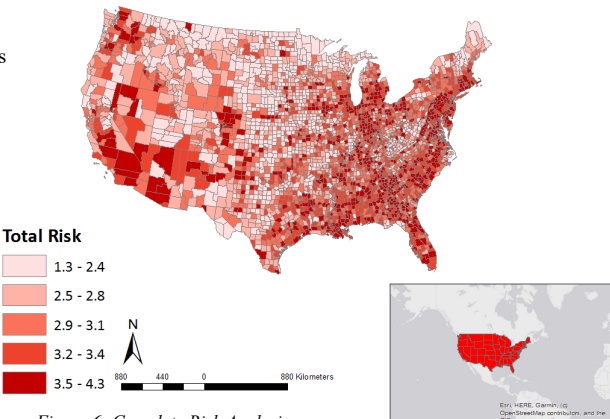 s
Total Risk
1.3 - 2.4
2.5 - 2.8
2.9 - 3.1
3.2 - 3.4
3.5 - 4.3
N
880 440 0 880 Kilometers
Esri, HERE, Garmin, (c)
OpenStreetMap contributors, and the